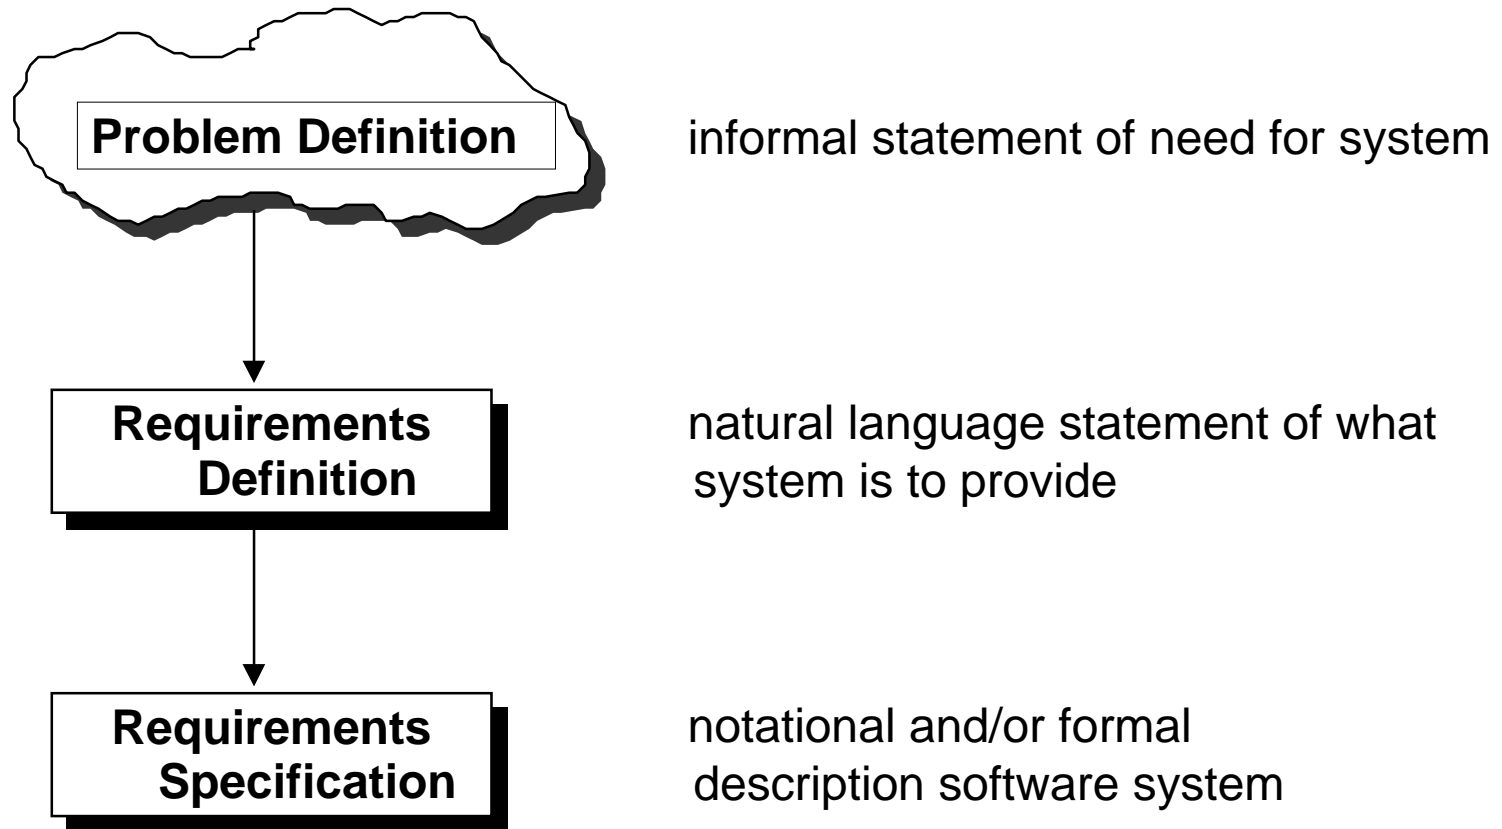 Problem Definition
informal statement of need for system
Requirements
Definition
natural language statement of what
system is to provide
Requirements
Specification
notational and/or formal
description software system